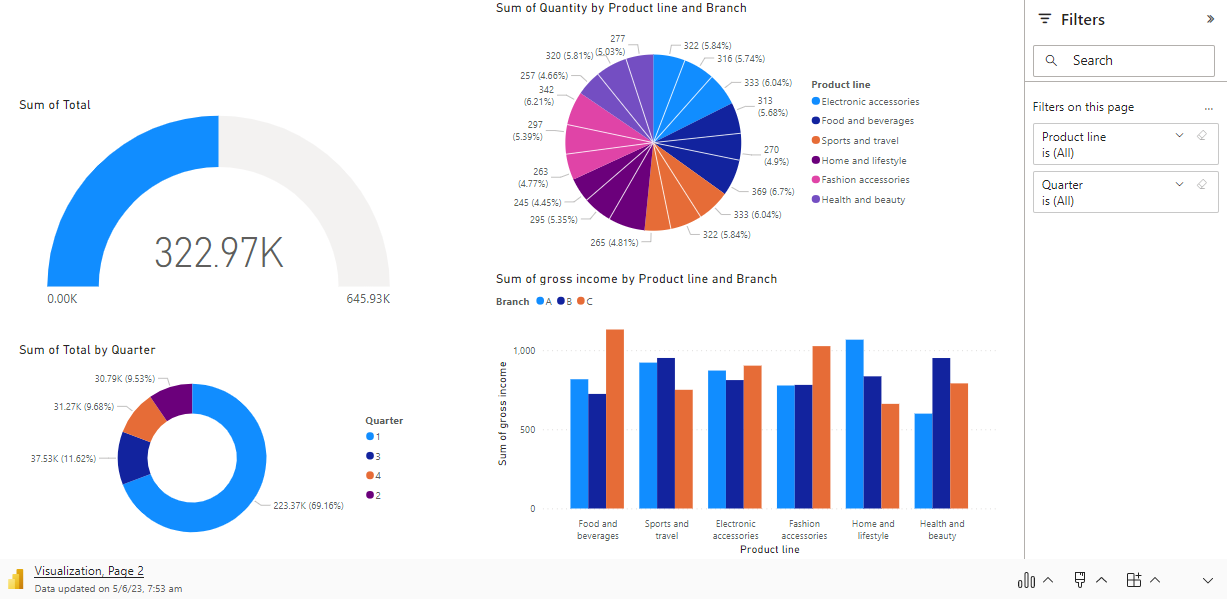 Sum of Total
322.97K
0.00K
645.93K
Sum of Total by Quarter
30.79K (9.53%)
31.27K (9.68%)
37.53K (11.62%)
223.37K (69.16%)
Quarter
1
3
4
2
Sum of Quantity by Product line and Branch
277
(5.03%)
320 (5.81%)
257 (4.66%)
342
(6.21%)
297
(5.39%)
263
(4.77%)
245 (4.45%)
295 (5.35%)
265 (4.81%)
322 (5.84%)
316 (5.74%)
333 (6.04%)
313
(5.68%)
270
(4.9%)
369 (6.7%)
333 (6.04%)
322 (5.84%)
Product line
Electronic accessories
Food and beverages
Sports and travel
Home and lifestyle
Fashion accessories
Health and beauty
Sum of gross income by Product line and Branch
Branch A B C
Sum of gross income
1,000
500
0
Food and
beverages
Sports and
travel
Electronic
accessories
Fashion
accessories
Home and
lifestyle
Health and
beauty
Product line
Filters
Search
Filters on this page
Product line
is (All)
Quarter
is (All)
Visualization, Page 2
Data updated on 5/6/23, 7:53 am